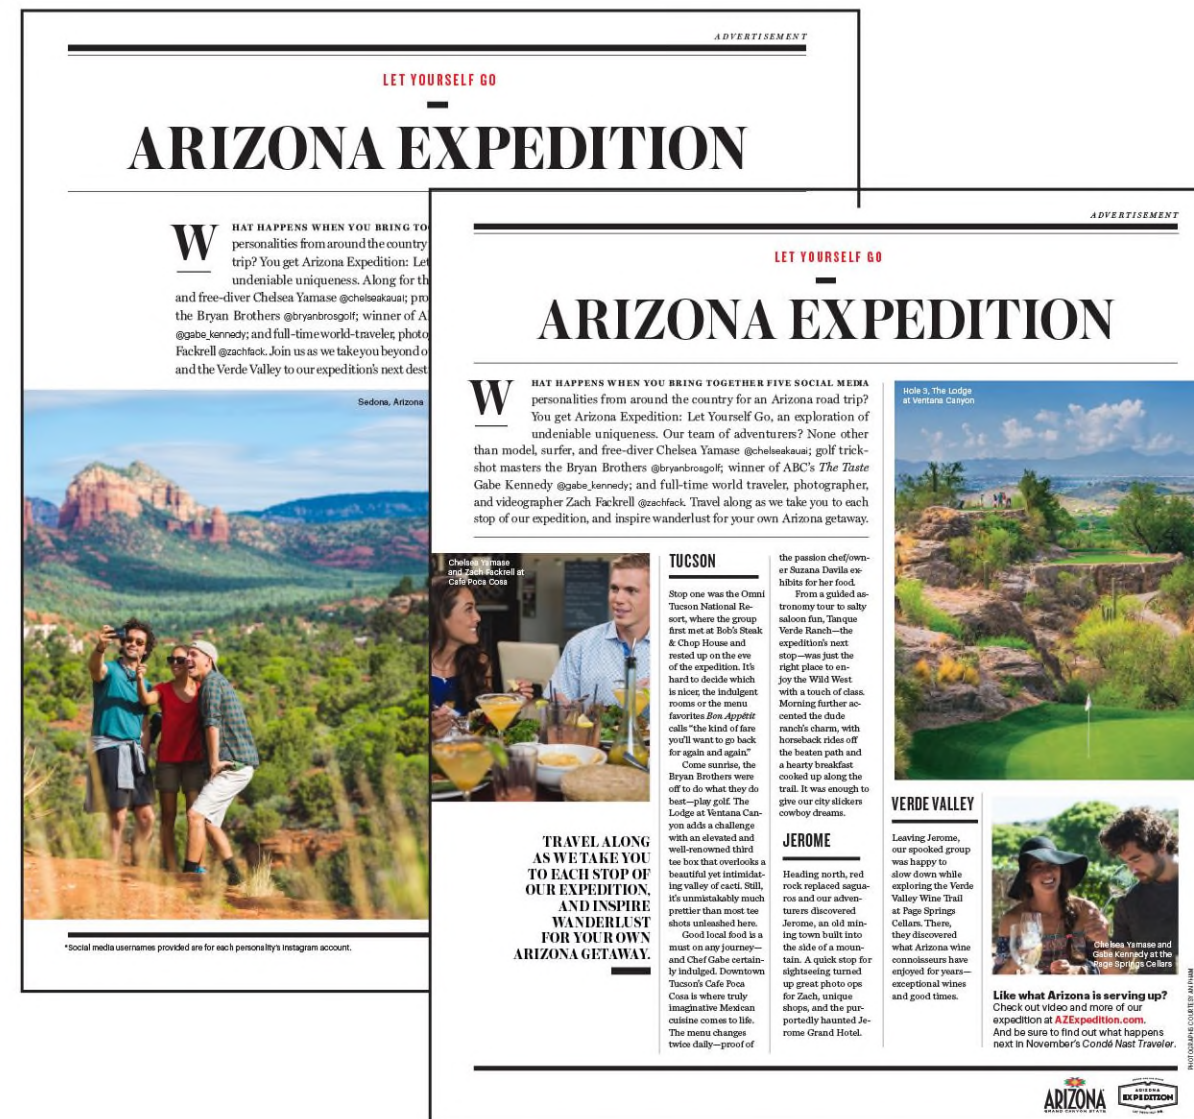 ADVERTISEMENT
LET YOURSELF GO
ARIZONA EXPEDITION
WHAT HAPPENS WHEN YOU BRING TO
personalities from around the country
trip? You get Arizona Expedition: Let
undeniable uniqueness. Along for th
and free-diver Chelsea Yamase @chelseakauai; pro
the Bryan Brothers @bryanbrosgolf; winner of A
@gabe_kennedy; and full-time world-traveler, photo
Fackrell @zachfack. Join us as we take you beyond o
and the Verde Valley to our expedition's next dest
Sedona, Arizona
*Social media usernames provided are for each personality's Instagram account.
ADVERTISEMENT
LET YOURSELF GO
ARIZONA EXPEDITION
WHAT HAPPENS WHEN YOU BRING TOGETHER FIVE SOCIAL MEDIA
personalities from around the country for an Arizona road trip?
You get Arizona Expedition: Let Yourself Go, an exploration of
undeniable uniqueness. Our team of adventurers? None other
than model, surfer, and free-diver Chelsea Yamase @chelseakauai; golf trick-
shot masters the Bryan Brothers @bryanbrosgolf; winner of ABC's The Taste
Gabe Kennedy @gabe_kennedy; and full-time world traveler, photographer,
and videographer Zach Fackrell @zachfack. Travel along as we take you to each
stop of our expedition, and inspire wanderlust for your own Arizona getaway.
Hole 3, The Lodge
at Ventana Canyon
Chelsea Yamase
and Zach Fackrell at
Cafe Poca Cosa
TRAVEL ALONG
AS WE TAKE YOU
TO EACH STOP OF
OUR EXPEDITION,
AND INSPIRE
WANDERLUST
FOR YOUR OWN
ARIZONA GETAWAY.
TUCSON
Stop one was the Omni
Tucson National Re-
sort, where the group
first met at Bob's Steak
& Chop House and
rested up on the eve
of the expedition. It's
hard to decide which
is nicer, the indulgent
rooms or the menu
favorites Bon Appétit
calls "the kind of fare
you'll want to go back
for again and again."
Come sunrise, the
Bryan Brothers were
off to do what they do
best—play golf. The
Lodge at Ventana Can-
yon adds a challenge
with an elevated and
well-renowned third
tee box that overlooks a
beautiful yet intimidat-
ing valley of cacti. Still,
it's unmistakably much
prettier than most tee
shots unleashed here.
Good local food is a
must on any journey—
and Chef Gabe certain-
ly indulged. Downtown
Tucson's Cafe Poca
Cosa is where truly
imaginative Mexican
cuisine comes to life.
The menu changes
twice daily—proof of
the passion chef/own-
er Suzana Davila ex-
hibits for her food.
From a guided as-
tronomy tour to salty
saloon fun, Tanque
Verde Ranch—the
expedition's next
stop—was just the
right place to en-
joy the Wild West
with a touch of class.
Morning further ac-
cented the dude
ranch's charm, with
horseback rides off
the beaten path and
a hearty breakfast
cooked up along the
trail. It was enough to
give our city slickers
cowboy dreams.
JEROME
Heading north, red
rock replaced sagua-
ros and our adven-
turers discovered
Jerome, an old min-
ing town built into
the side of a moun-
tain. A quick stop for
sightseeing turned
up great photo ops
for Zach, unique
shops, and the pur-
portedly haunted Je-
rome Grand Hotel.
VERDE VALLEY
Leaving Jerome,
our spooked group
was happy to
slow down while
exploring the Verde
Valley Wine Trail
at Page Springs
Cellars. There,
they discovered
what Arizona wine
connoisseurs have
enjoyed for years—
exceptional wines
and good times.
Chelsea Yamase and
Gabe Kennedy at the
Page Springs Cellars
Like what Arizona is serving up?
Check out video and more of our
expedition at AZExpedition.com.
And be sure to find out what happens
next in November's Condé Nast Traveler.
PHOTOGRAPHS COURTESY AN PHAM
ARIZONA
GRAND CANYON STATE
ARIZONA
EXPEDITION